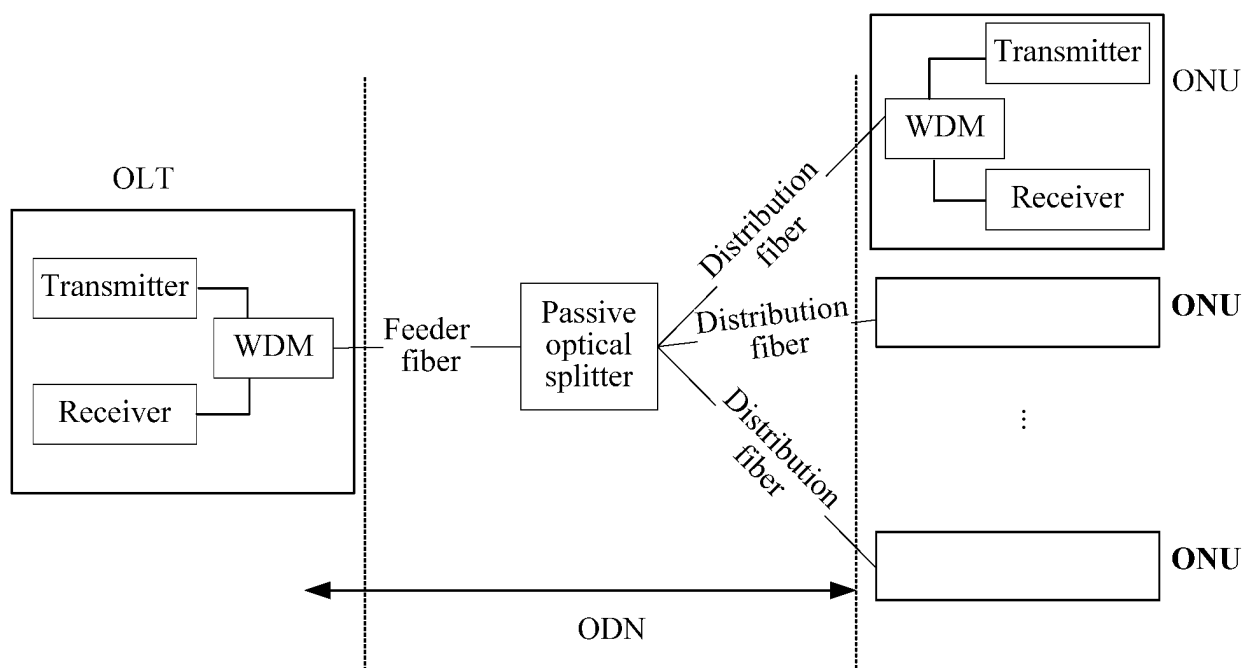 OLT
Transmitter
WDM
Receiver
Feeder
fiber
Passive
optical
splitter
Distribution
fiber
Distribution
fiber
Distribution
fiber
Transmitter
WDM
Receiver
ONU
ONU
⋮
ONU
ODN